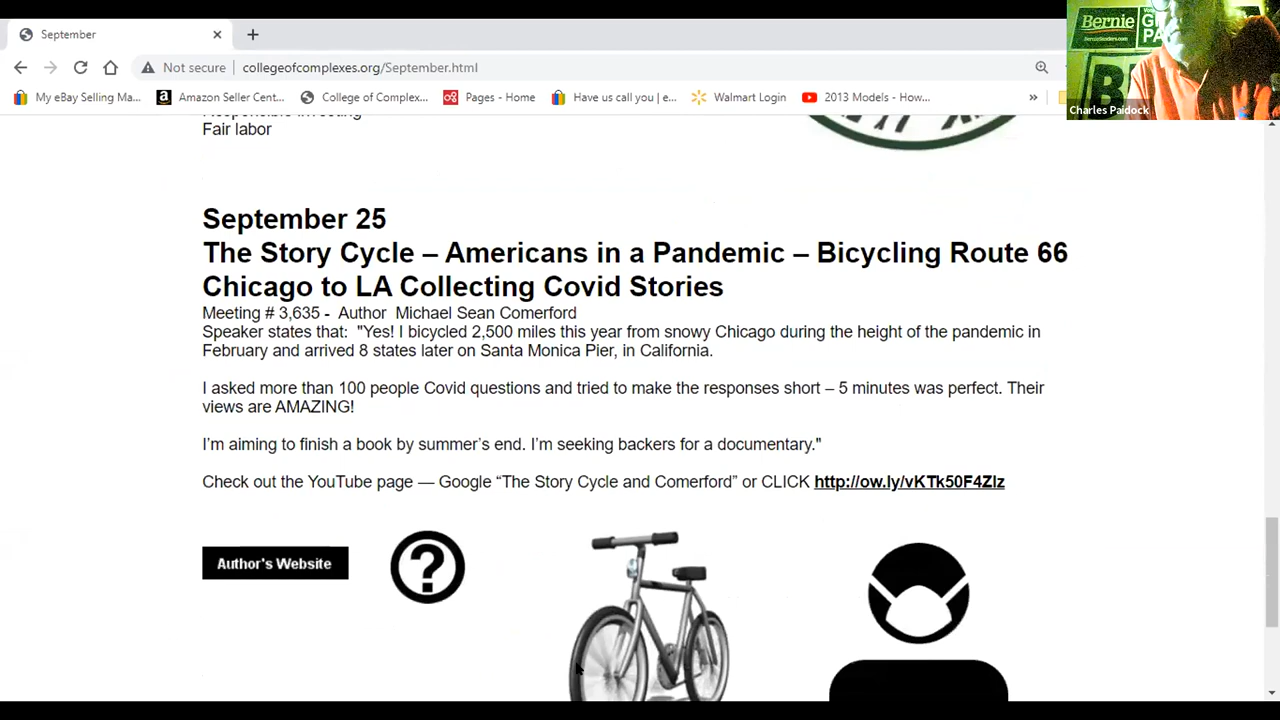 September
Not secure
collegeofcomplexes.org/September.html
My eBay Selling Ma...
Amazon Seller Cent...
College of Complex...
Pages - Home
Have us call you | e...
Walmart Login
2013 Models - How...
»
Bernie
BernieSanders.com
Charles Paidock
Responsible investing
Fair labor
September 25
The Story Cycle – Americans in a Pandemic – Bicycling Route 66
Chicago to LA Collecting Covid Stories
Meeting # 3,635 - Author Michael Sean Comerford
Speaker states that: "Yes! I bicycled 2,500 miles this year from snowy Chicago during the height of the pandemic in
February and arrived 8 states later on Santa Monica Pier, in California.
I asked more than 100 people Covid questions and tried to make the responses short – 5 minutes was perfect. Their
views are AMAZING!
I’m aiming to finish a book by summer’s end. I’m seeking backers for a documentary."
Check out the YouTube page — Google “The Story Cycle and Comerford” or CLICK http://ow.ly/vKTk50F4ZIz
Author's Website
?